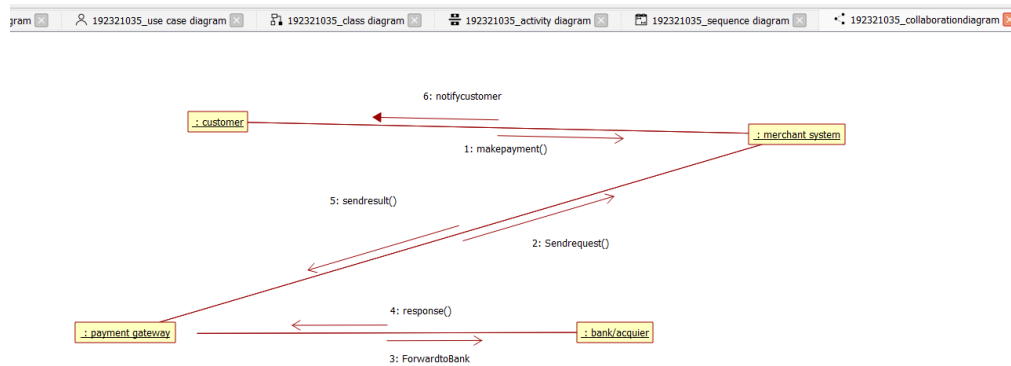 gram
192321035_use case diagram
192321035_class diagram
192321035_activity diagram
192321035_sequence diagram
192321035_collaborationdiagram
6: notifycustomer
: customer
: merchant system
1: makepayment()
5: sendresult()
2: Sendrequest()
4: response()
: payment gateway
: bank/acquier
3: ForwardtoBank